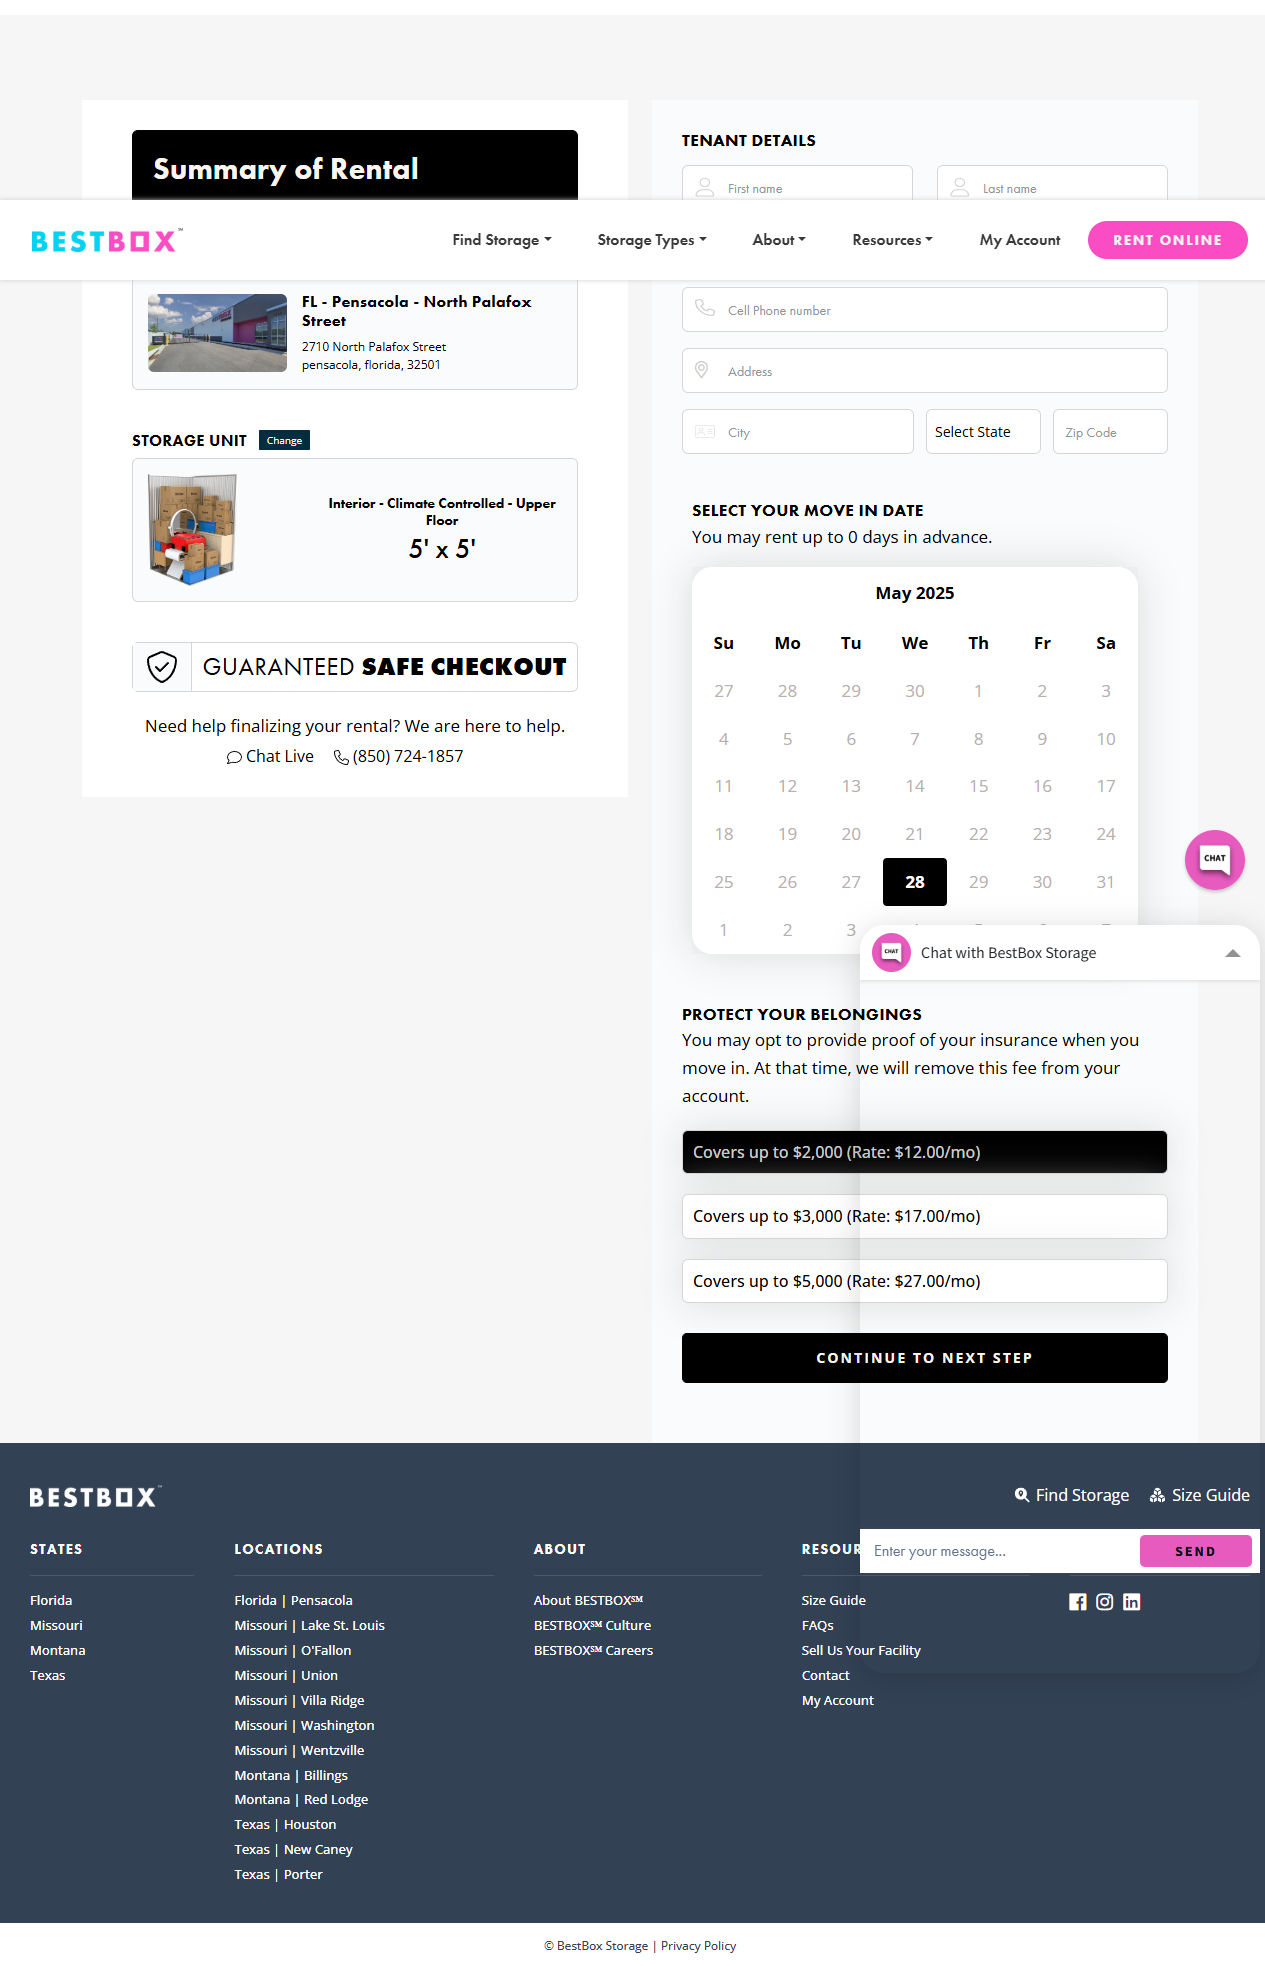 Summary of Rental
TENANT DETAILS
First name
Last name
BESTBOX™
Find Storage
Storage Types
About
Resources
My Account
RENT ONLINE
FL - Pensacola - North Palafox
Street
2710 North Palafox Street
pensacola, florida, 32501
Cell Phone number
Address
City
Select State
Zip Code
STORAGE UNIT
Change
Interior - Climate Controlled - Upper
Floor
5' x 5'
GUARANTEED SAFE CHECKOUT
Need help finalizing your rental? We are here to help.
Chat Live
(850) 724-1857
SELECT YOUR MOVE IN DATE
You may rent up to 0 days in advance.
May 2025
Su Mo Tu We Th Fr Sa
27 28 29 30 1 2 3
4 5 6 7 8 9 10
11 12 13 14 15 16 17
18 19 20 21 22 23 24
25 26 27 28 29 30 31
1 2 3
CHAT
CHAT
Chat with BestBox Storage
PROTECT YOUR BELONGINGS
You may opt to provide proof of your insurance when you
move in. At that time, we will remove this fee from your
account.
Covers up to $2,000 (Rate: $12.00/mo)
Covers up to $3,000 (Rate: $17.00/mo)
Covers up to $5,000 (Rate: $27.00/mo)
CONTINUE TO NEXT STEP
BESTBOX™
Find Storage
Size Guide
Enter your message...
SEND
STATES
Florida
Missouri
Montana
Texas
LOCATIONS
Florida | Pensacola
Missouri | Lake St. Louis
Missouri | O'Fallon
Missouri | Union
Missouri | Villa Ridge
Missouri | Washington
Missouri | Wentzville
Montana | Billings
Montana | Red Lodge
Texas | Houston
Texas | New Caney
Texas | Porter
ABOUT
About BESTBOX℠
BESTBOX℠ Culture
BESTBOX℠ Careers
RESOUR
Size Guide
FAQs
Sell Us Your Facility
Contact
My Account
© BestBox Storage | Privacy Policy